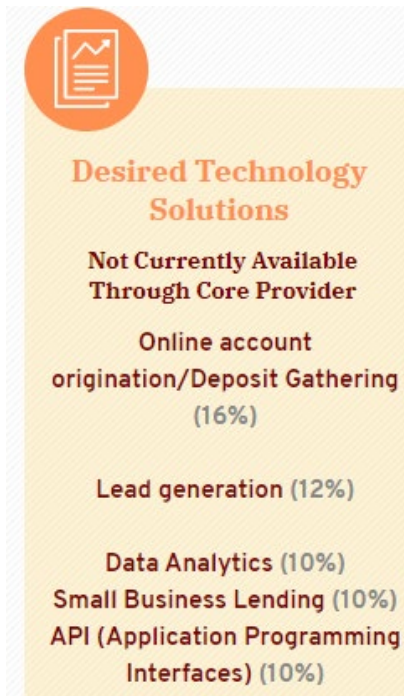 Desired Technology
Solutions
Not Currently Available
Through Core Provider
Online account
origination/Deposit Gathering
(16%)
Lead generation (12%)
Data Analytics (10%)
Small Business Lending (10%)
API (Application Programming
Interfaces) (10%)